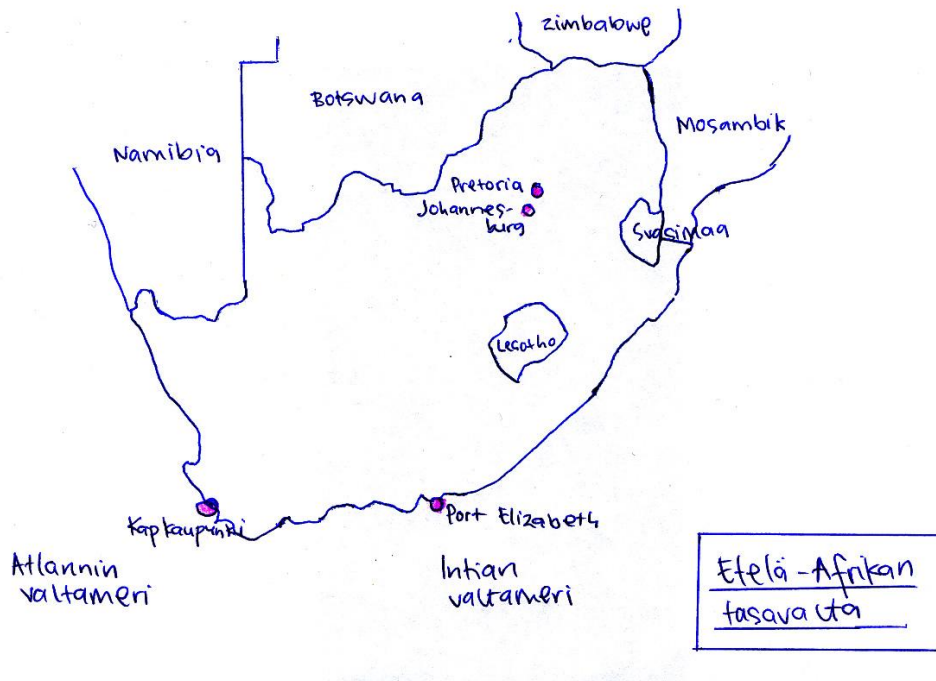 Zimbabwe
Botswana
Mosambik
Namibia
Pretoria
Johannes-
burg
Svasimaa
Lesotho
Kapkaupunki
Port Elizabeth
Atlannin
valtameri
Intian
valtameri
Etelä-Afrikan
tasavalta